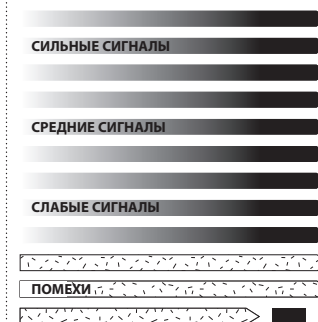 СИЛЬНЫЕ СИГНАЛЫ
СРЕДНИЕ СИГНАЛЫ
СЛАБЫЕ СИГНАЛЫ
ПОМЕХИ